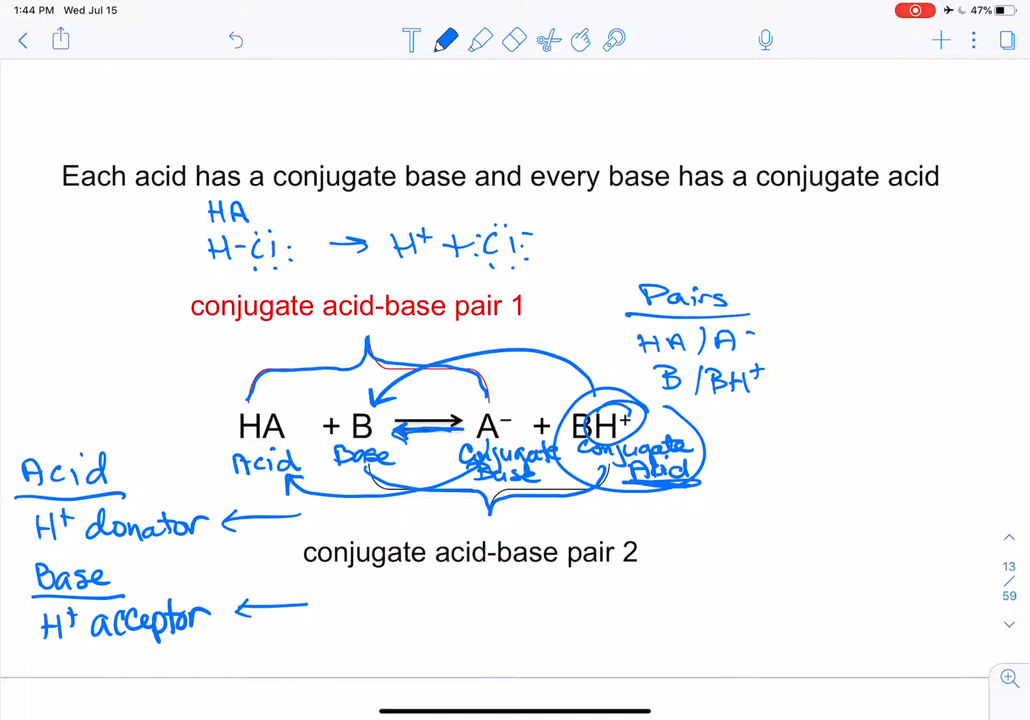 1:44 PM Wed Jul 15
47%
T
Each acid has a conjugate base and every base has a conjugate acid
HA
H-Cl → H+ + Cl-
conjugate acid-base pair 1
Pairs
HA / A-
B / BH+
HA + B ⇌ A− + BH+
Acid Base Conjugate Base Conjugate Acid
Acid
H+ donator ←
conjugate acid-base pair 2
Base
H+ acceptor ←
13
/
59